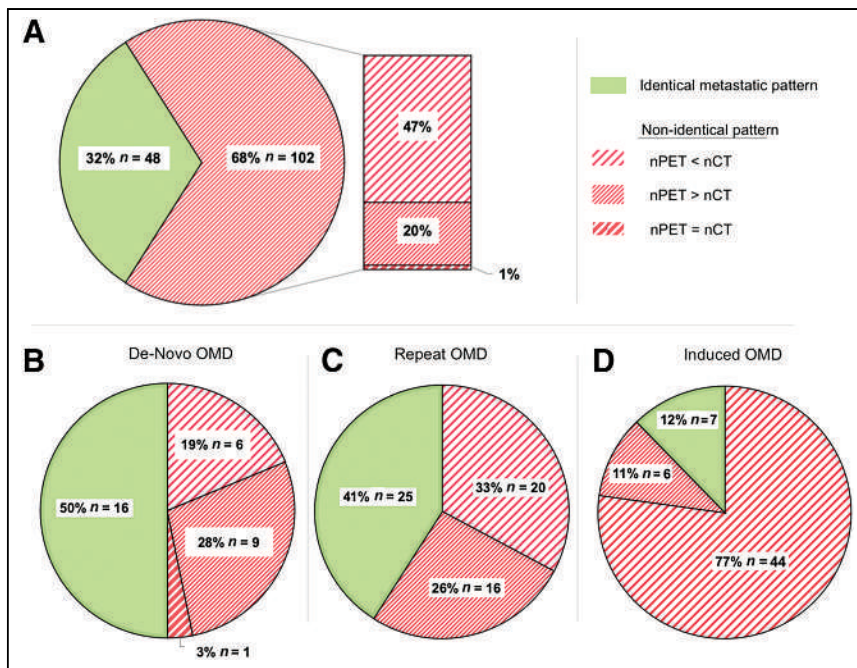 A
32% n = 48
68% n = 102
47%
20%
1%
Identical metastatic pattern
Non-identical pattern
nPET < nCT
nPET > nCT
nPET = nCT
B
De-Novo OMD
50% n = 16
19% n = 6
28% n = 9
3% n = 1
C
Repeat OMD
41% n = 25
33% n = 20
26% n = 16
D
Induced OMD
12% n = 7
11% n = 6
77% n = 44